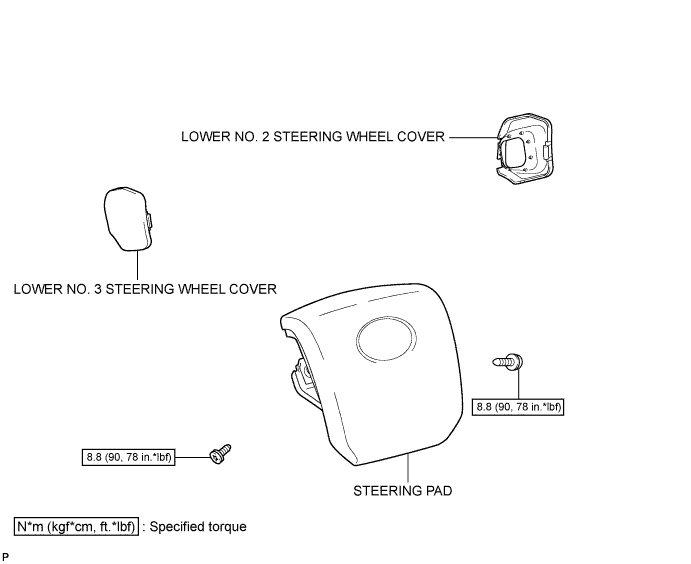 LOWER NO. 2 STEERING WHEEL COVER
LOWER NO. 3 STEERING WHEEL COVER
8.8 (90, 78 in.*lbf)
8.8 (90, 78 in.*lbf)
STEERING PAD
N*m (kgf*cm, ft.*lbf) : Specified torque
P